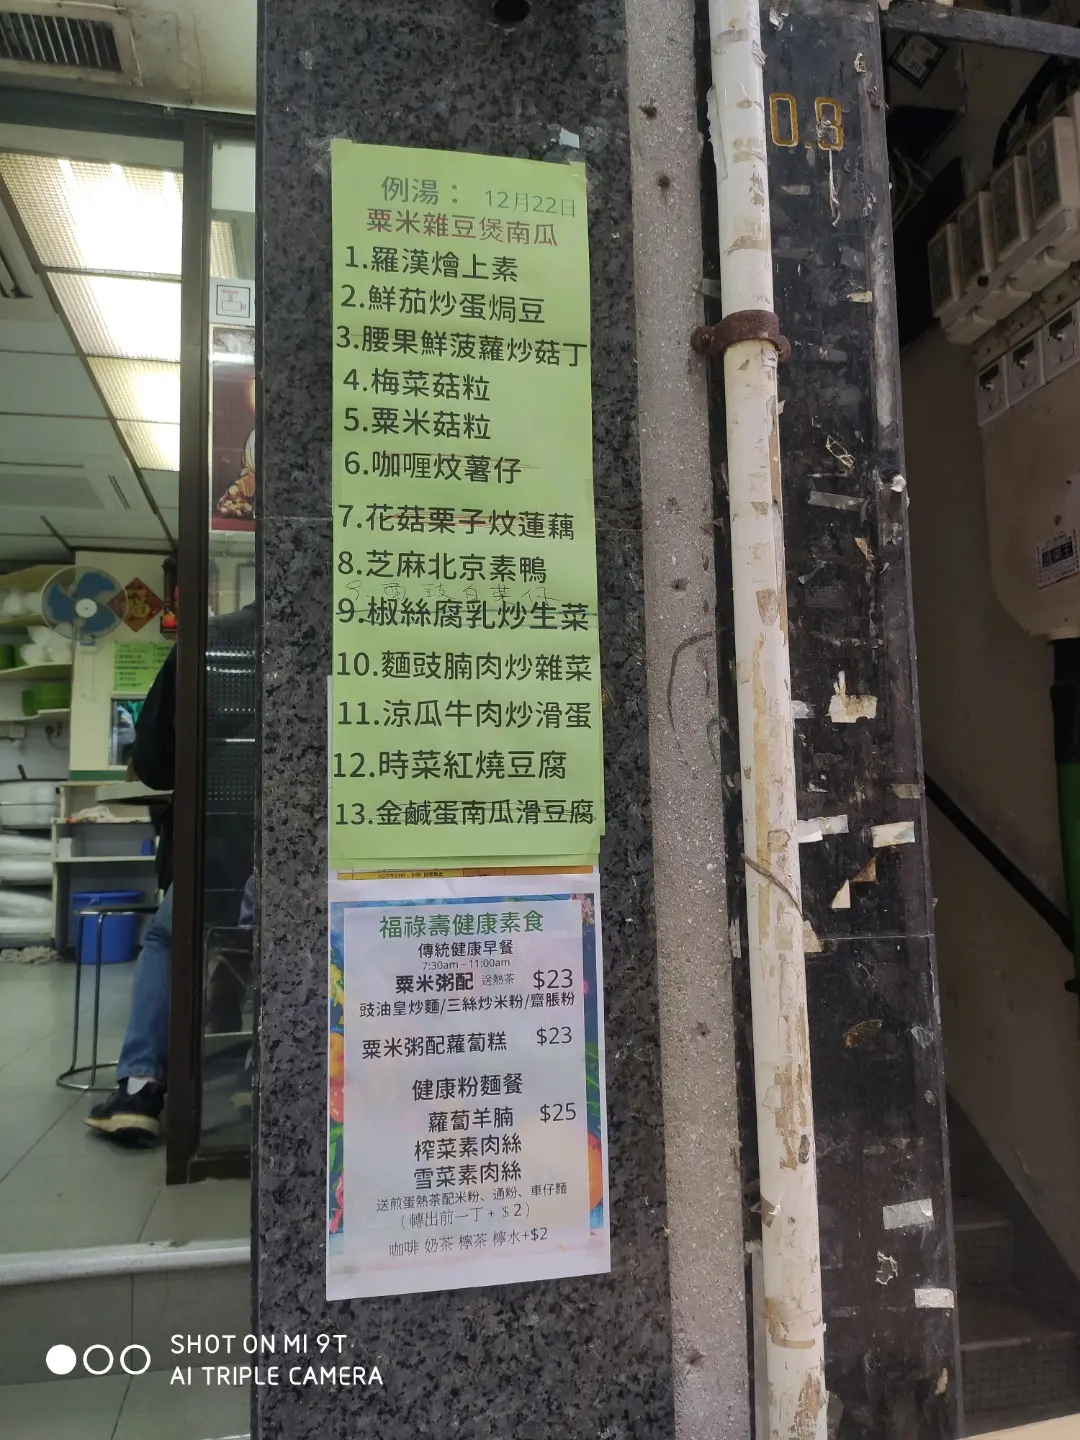 0.8
例湯： 12月22日
粟米雜豆煲南瓜
1.羅漢燴上素
2.鮮茄炒蛋焗豆
3.腰果鮮菠蘿炒菇丁
4.梅菜菇粒
5.粟米菇粒
6.咖喱炆薯仔
7.花菇栗子炆蓮藕
8.芝麻北京素鴨
9.椒絲腐乳炒生菜
10.麵豉腩肉炒雜菜
11.涼瓜牛肉炒滑蛋
12.時菜紅燒豆腐
13.金鹹蛋南瓜滑豆腐
福祿壽健康素食
傳統健康早餐
7:30am－11:00am
粟米粥配 送熱茶 $23
豉油皇炒麵/三絲炒米粉/齋腸粉
粟米粥配蘿蔔糕 $23
健康粉麵餐
蘿蔔羊腩 $25
榨菜素肉絲
雪菜素肉絲
送煎蛋熱茶配米粉、通粉、車仔麵
（轉出前一丁+＄2）
咖啡 奶茶 檸茶 檸水+$2
SHOT ON MI 9T
AI TRIPLE CAMERA